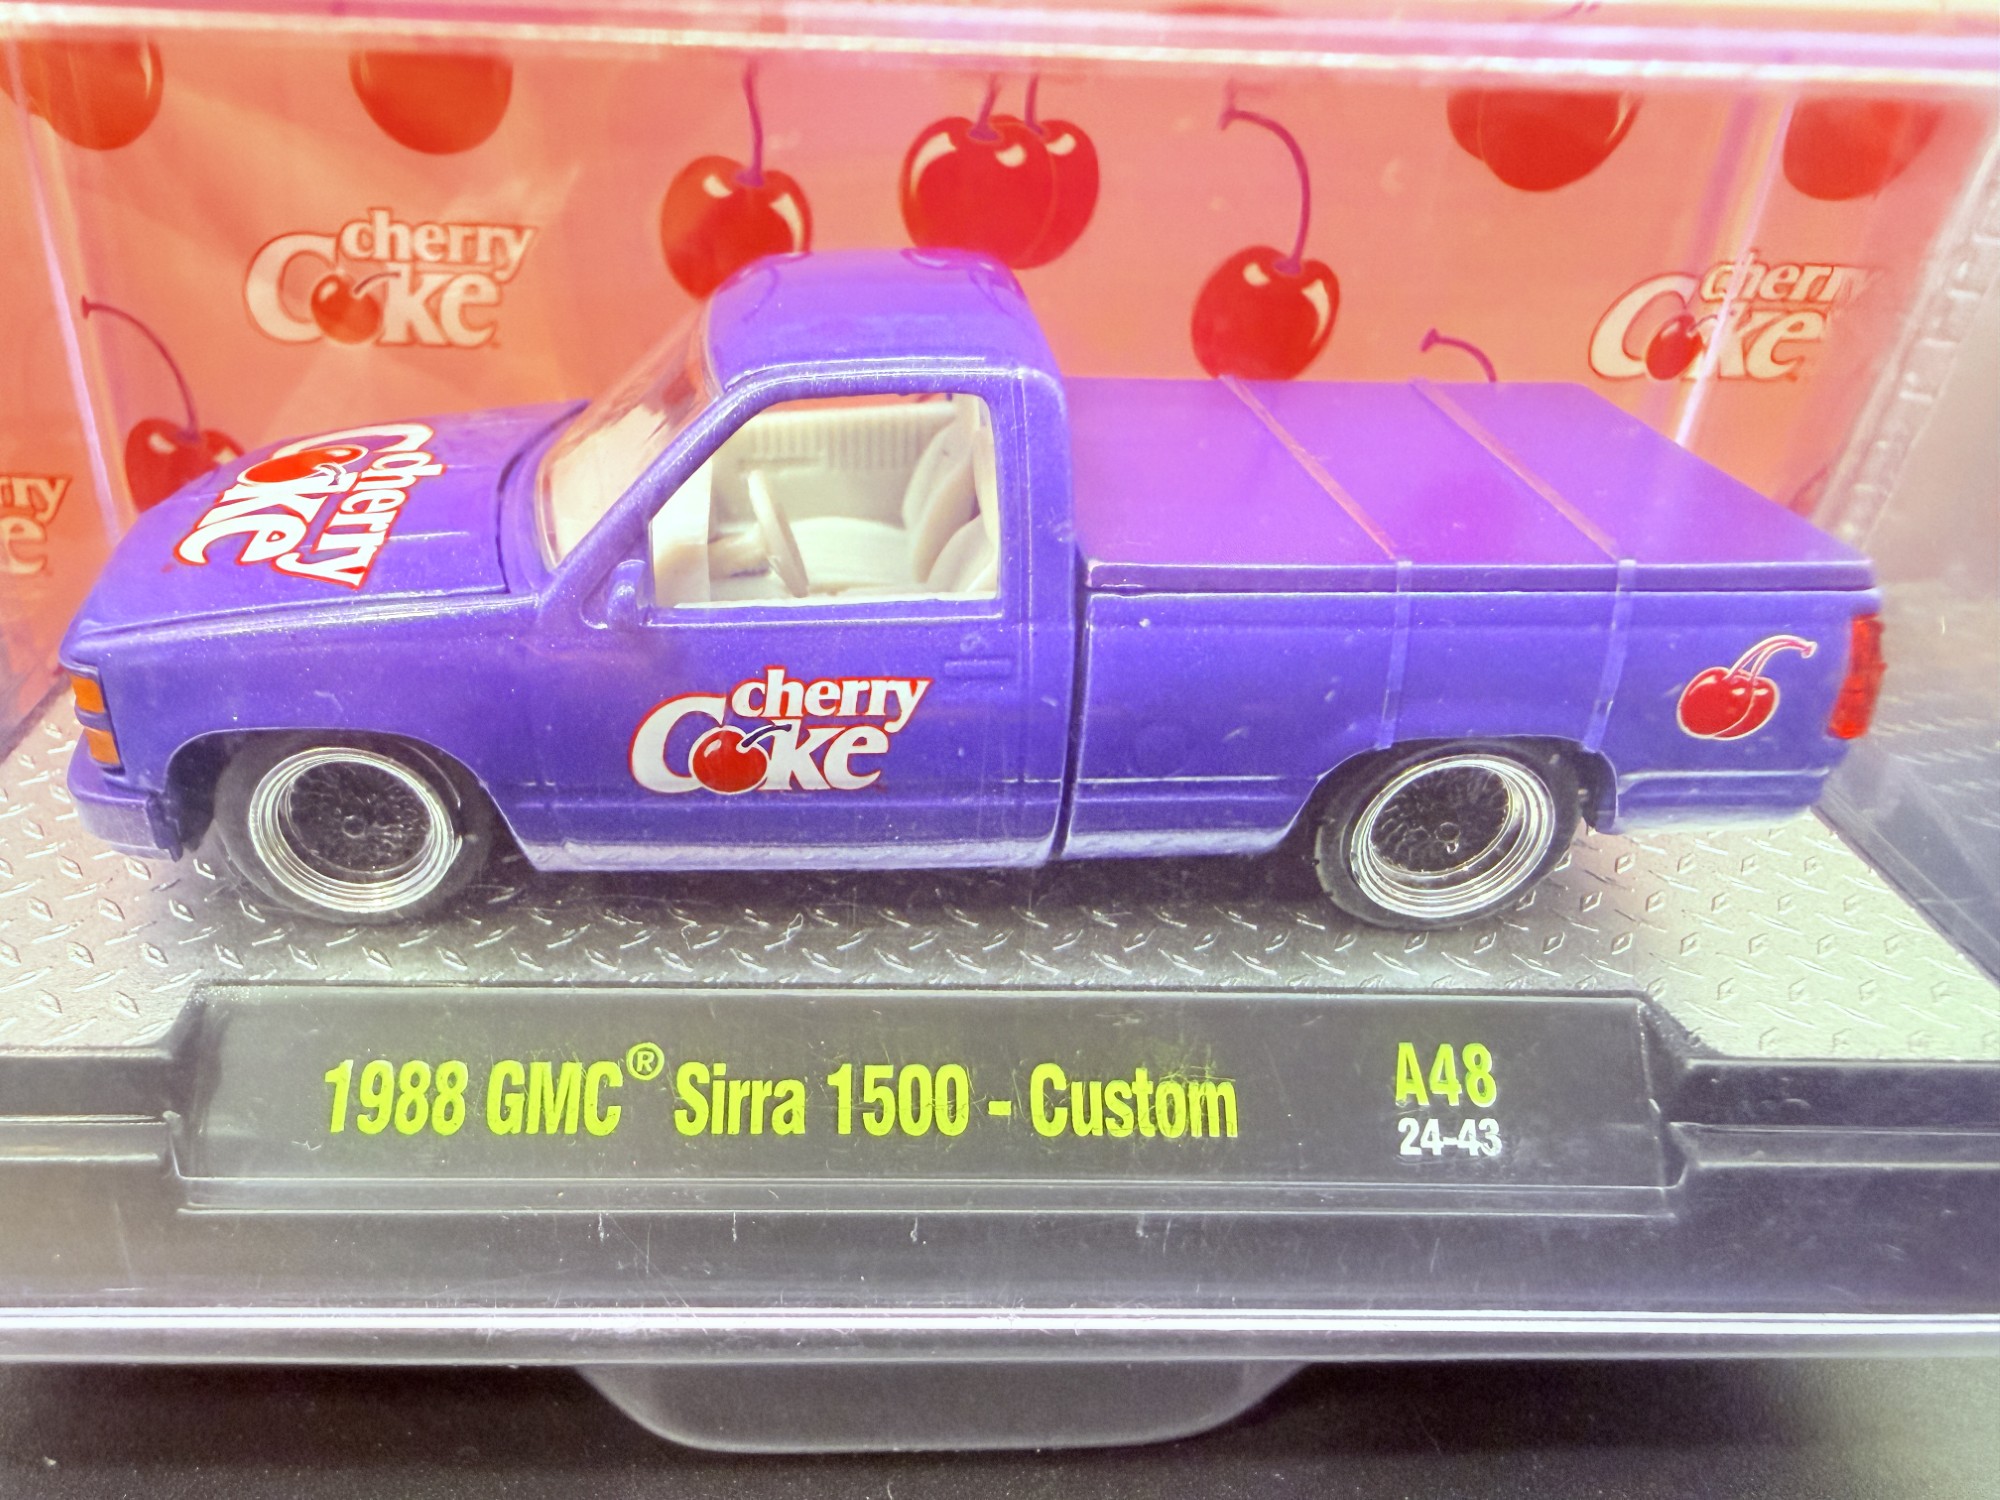 cherry
Coke
cherry
Coke
cherry
Coke
cherry
Coke
1988 GMC® Sirra 1500 - Custom
A48
24-43